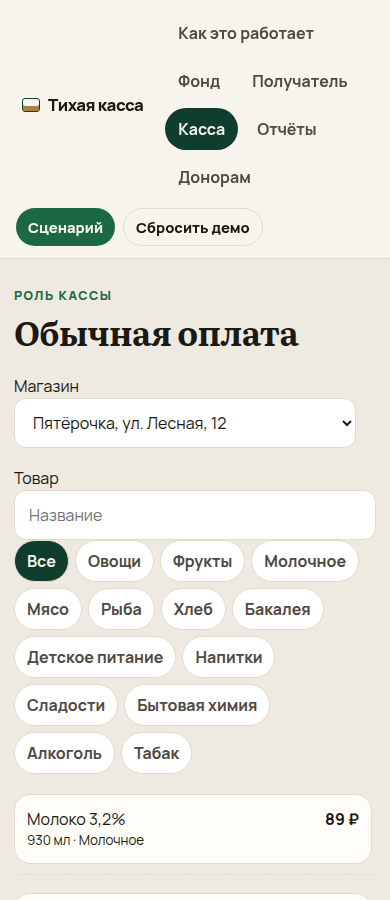 Как это работает
Фонд Получатель
Тихая касса
Касса Отчёты
Донорам
Сценарий Сбросить демо
РОЛЬ КАССЫ
Обычная оплата
Магазин
Пятёрочка, ул. Лесная, 12
Товар
Название
Все Овощи Фрукты Молочное
Мясо Рыба Хлеб Бакалея
Детское питание Напитки
Сладости Бытовая химия
Алкоголь Табак
Молоко 3,2% 89 ₽
930 мл · Молочное